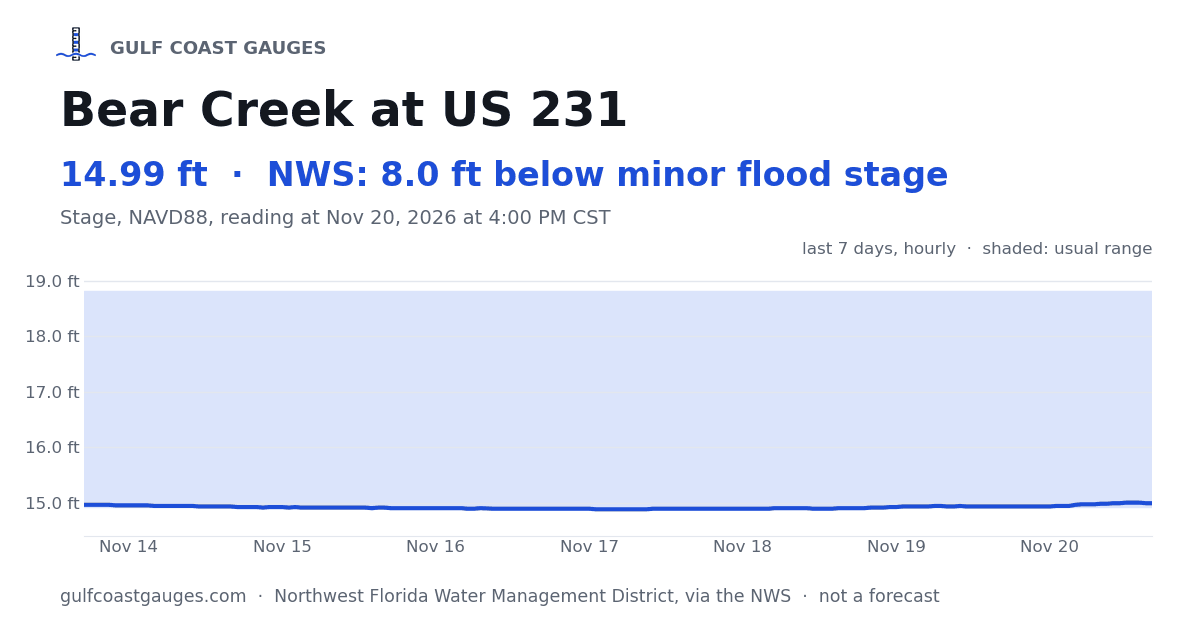 GULF COAST GAUGES
Bear Creek at US 231
14.99 ft · NWS: 8.0 ft below minor flood stage
Stage, NAVD88, reading at Nov 20, 2026 at 4:00 PM CST
last 7 days, hourly · shaded: usual range
19.0 ft
18.0 ft
17.0 ft
16.0 ft
15.0 ft
Nov 14 Nov 15 Nov 16 Nov 17 Nov 18 Nov 19 Nov 20
gulfcoastgauges.com · Northwest Florida Water Management District, via the NWS · not a forecast